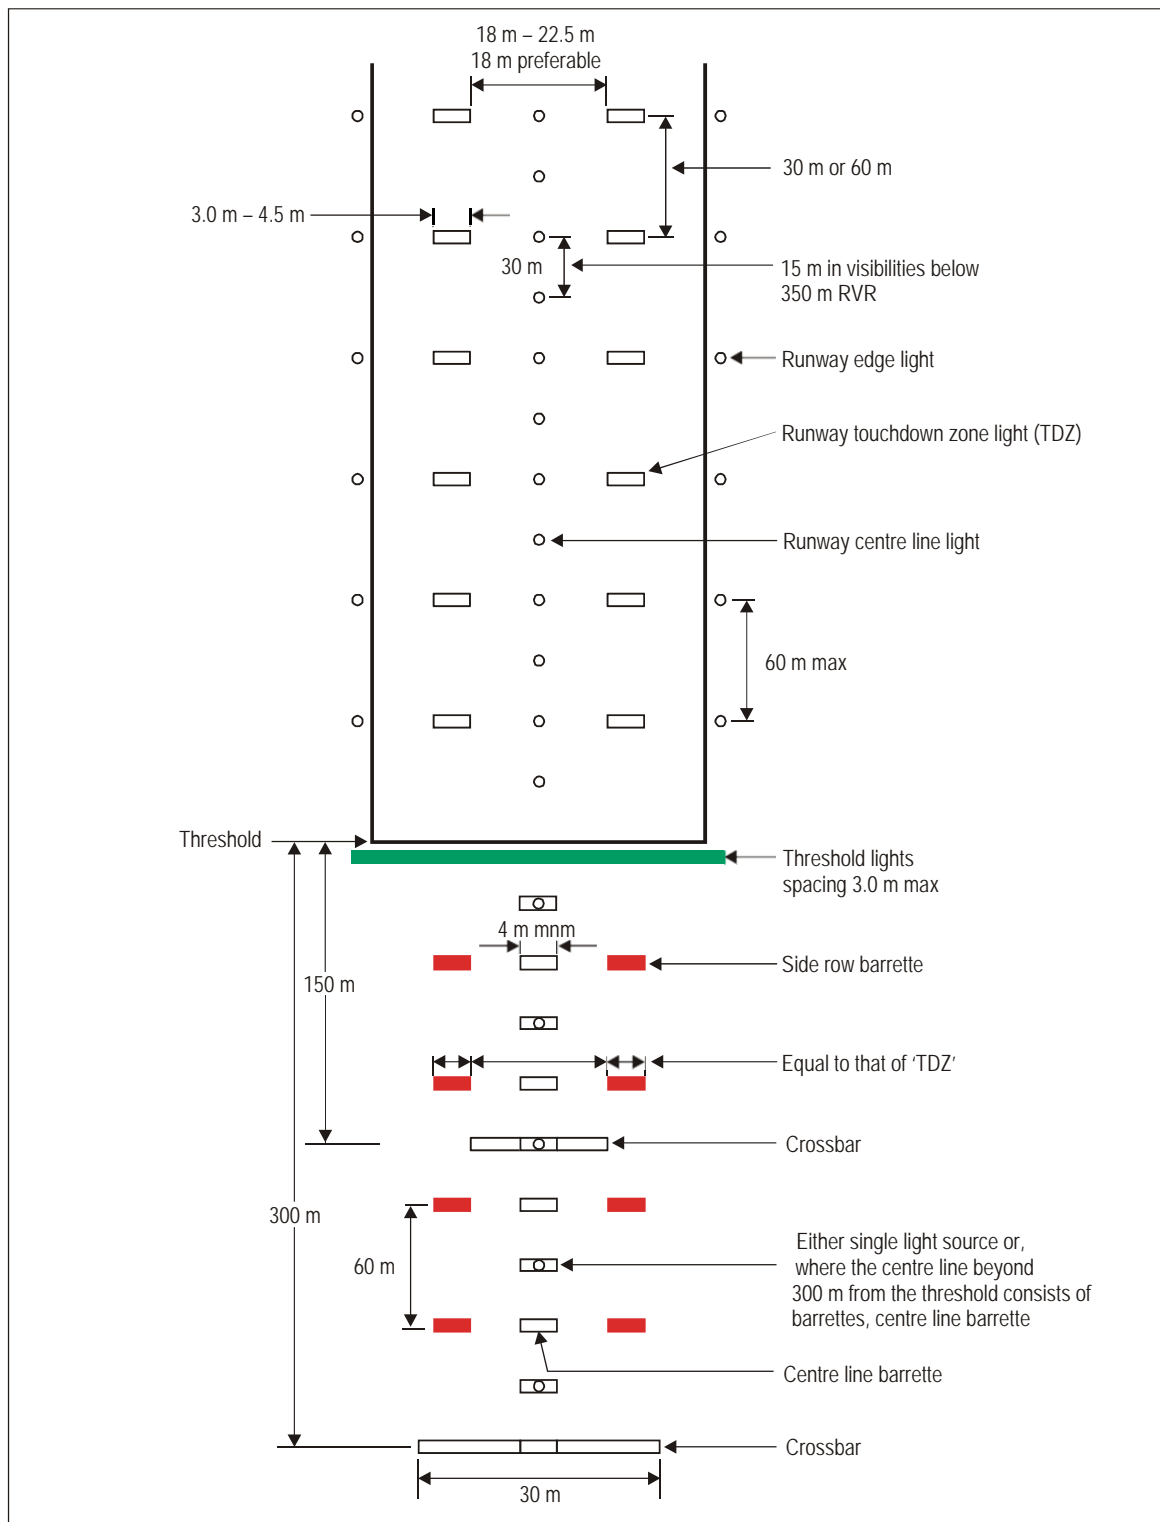 18 m – 22.5 m
18 m preferable
30 m or 60 m
3.0 m – 4.5 m
30 m
15 m in visibilities below
350 m RVR
Runway edge light
Runway touchdown zone light (TDZ)
Runway centre line light
60 m max
Threshold
Threshold lights
spacing 3.0 m max
4 m mnm
Side row barrette
150 m
Equal to that of ‘TDZ’
Crossbar
300 m
60 m
Either single light source or,
where the centre line beyond
300 m from the threshold consists of
barrettes, centre line barrette
Centre line barrette
Crossbar
30 m